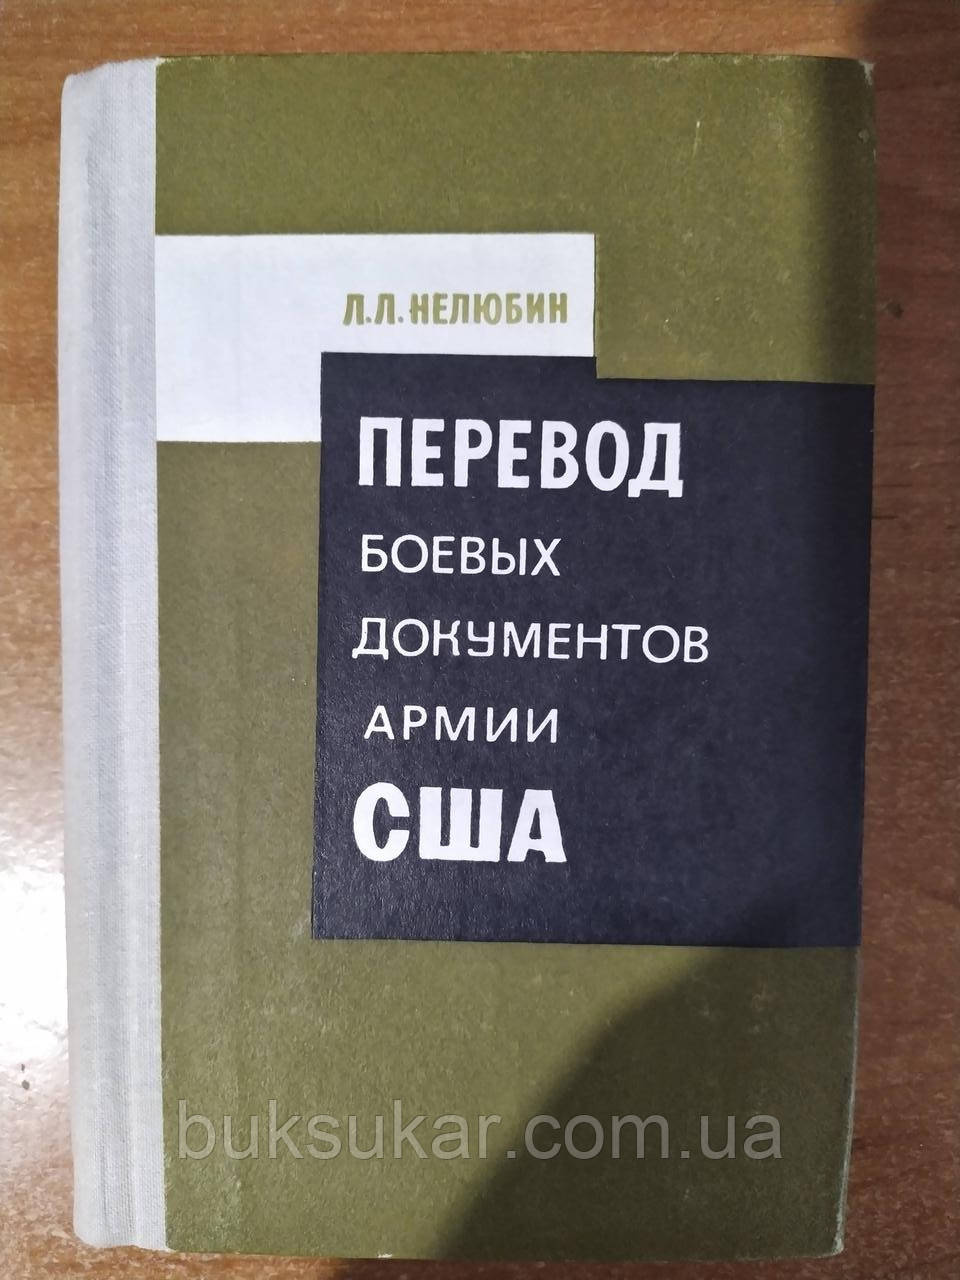 Л.Л.НЕЛЮБИН
ПЕРЕВОД
БОЕВЫХ
ДОКУМЕНТОВ
АРМИИ
США
buksukar.com.ua